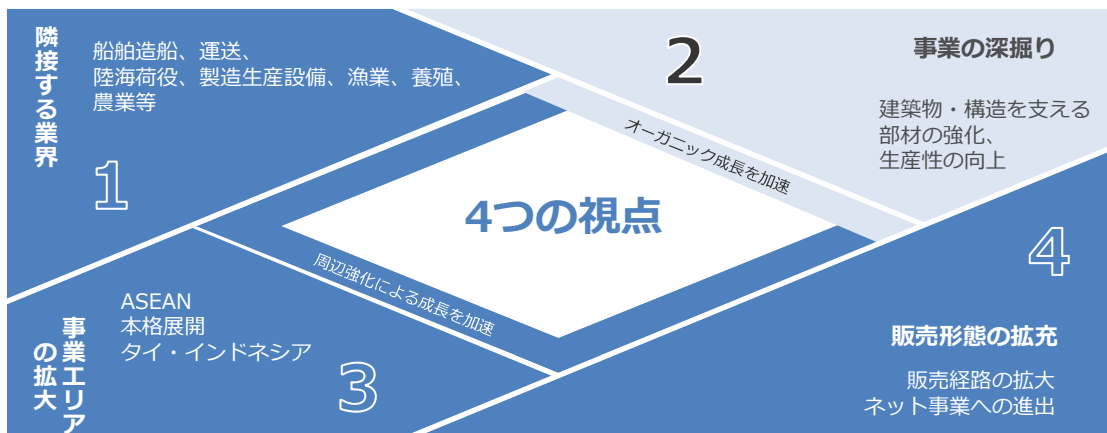 隣接する業界
船舶造船、運送、
陸海荷役、製造生産設備、漁業、養殖、
農業等
1
2
事業の深掘り
建築物・構造を支える
部材の強化、
生産性の向上
オーガニック成長を加速
4つの視点
周辺強化による成長を加速
事業エリア
の拡大
ASEAN
本格展開
タイ・インドネシア
3
4
販売形態の拡充
販売経路の拡大
ネット事業への進出